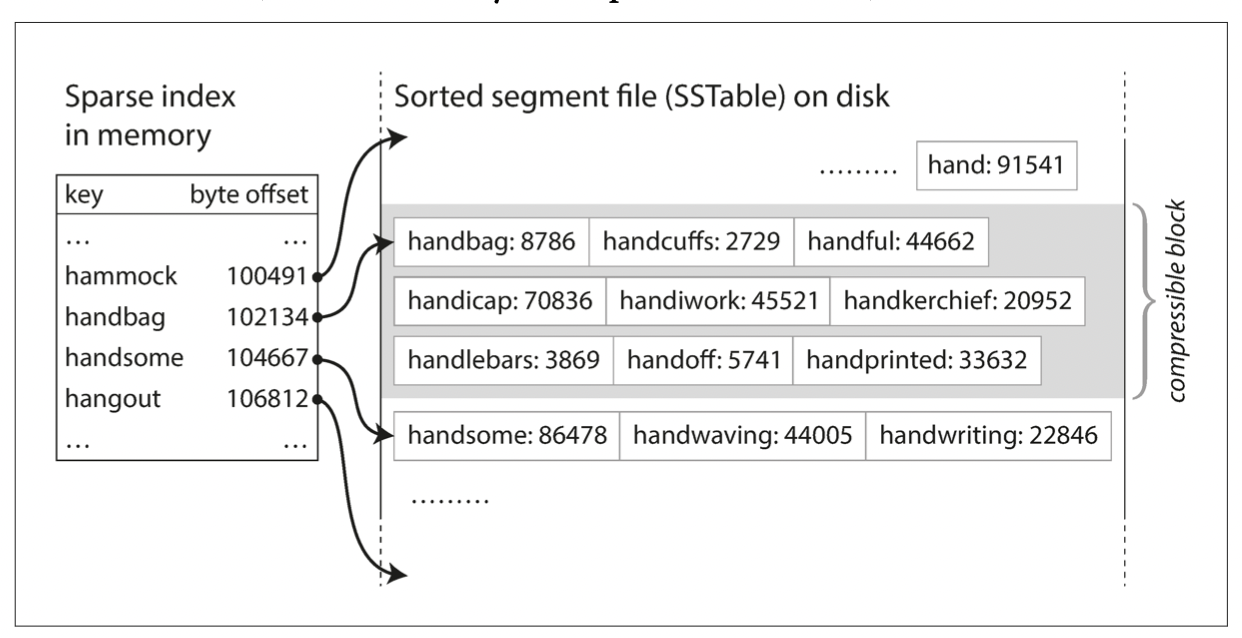 Sparse index
in memory
key byte offset
... ...
hammock 100491
handbag 102134
handsome 104667
hangout 106812
... ...
Sorted segment file (SSTable) on disk
......... hand: 91541
handbag: 8786 handcuffs: 2729 handful: 44662
handicap: 70836 handiwork: 45521 handkerchief: 20952
handlebars: 3869 handoff: 5741 handprinted: 33632
handsome: 86478 handwaving: 44005 handwriting: 22846
.........
compressible block